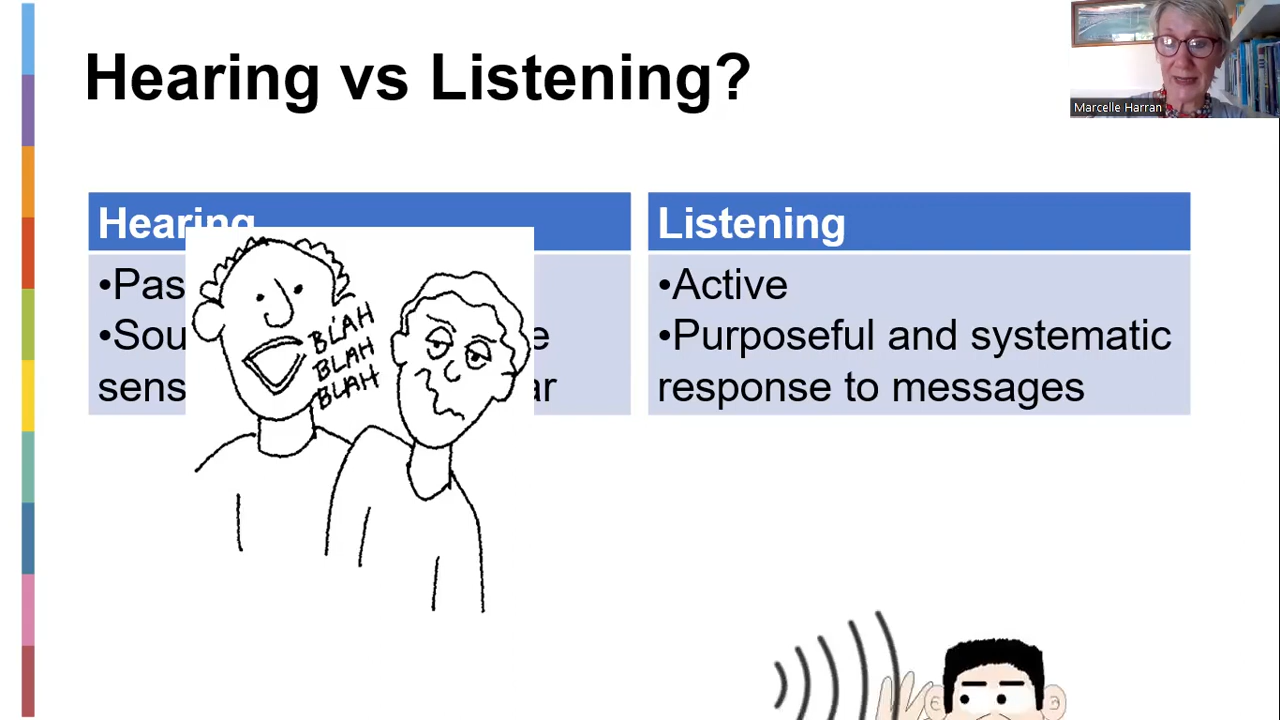 Hearing vs Listening?
Marcelle Harran
Hearing
•Pas
•Sou e
sens ar
Listening
•Active
•Purposeful and systematic
response to messages
BLAH
BLAH
BLAH